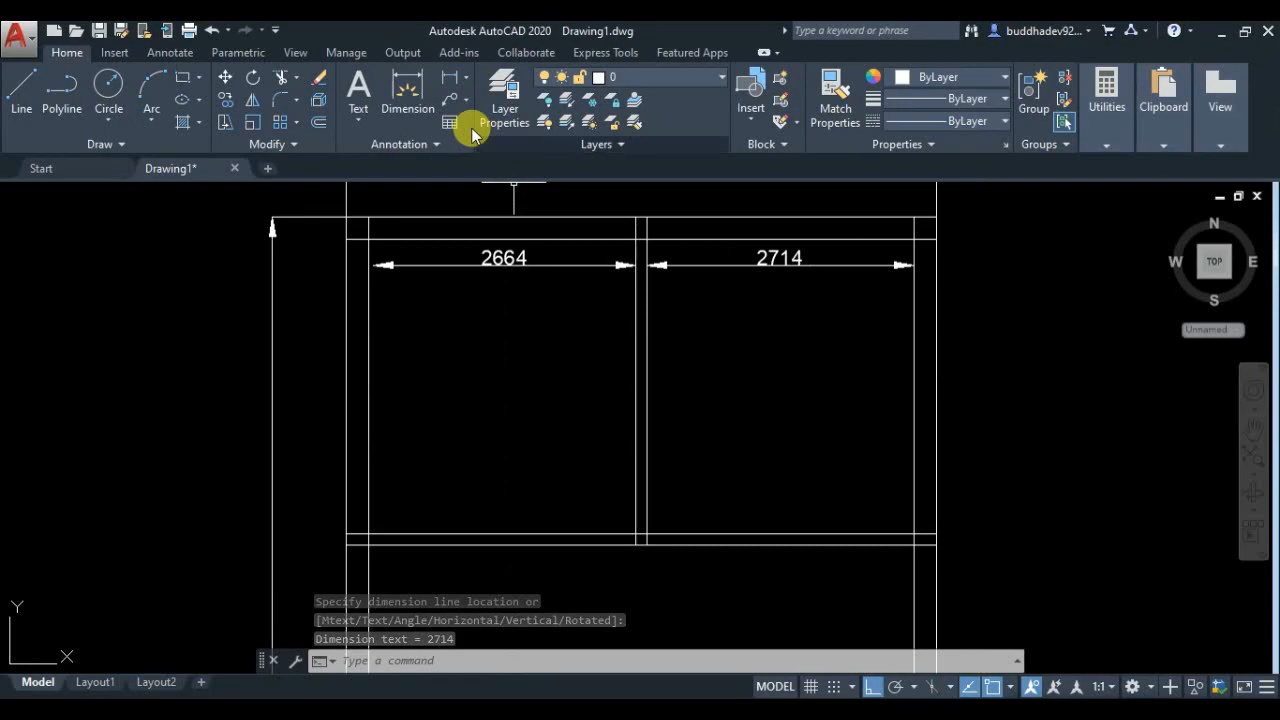 Autodesk AutoCAD 2020 Drawing1.dwg
Type a keyword or phrase
buddhadev92...
Home Insert Annotate Parametric View Manage Output Add-ins Collaborate Express Tools Featured Apps
Line Polyline Circle Arc
Text Dimension
Layer Properties
0
Insert
Match Properties
ByLayer
ByLayer
ByLayer
Group
Utilities
Clipboard
View
Draw Modify Annotation Layers Block Properties Groups
Start Drawing1*
N
W TOP E
S
Unnamed
2664 2714
Specify dimension line location or
[Mtext/Text/Angle/Horizontal/Vertical/Rotated]:
Dimension text = 2714
Type a command
Y
X
Model Layout1 Layout2
MODEL 1:1